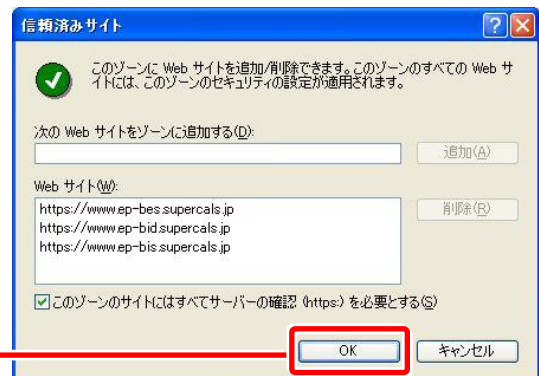 信頼済みサイト
このゾーンに Web サイトを追加/削除できます。このゾーンのすべての Web サ
イトには、このゾーンのセキュリティの設定が適用されます。
次の Web サイトをゾーンに追加する(D):
追加(A)
Web サイト(W):
https://www.ep-bes.supercals.jp
https://www.ep-bid.supercals.jp
https://www.ep-bis.supercals.jp
削除(R)
このゾーンのサイトにはすべてサーバーの確認 (https:) を必要とする(S)
OK
キャンセル